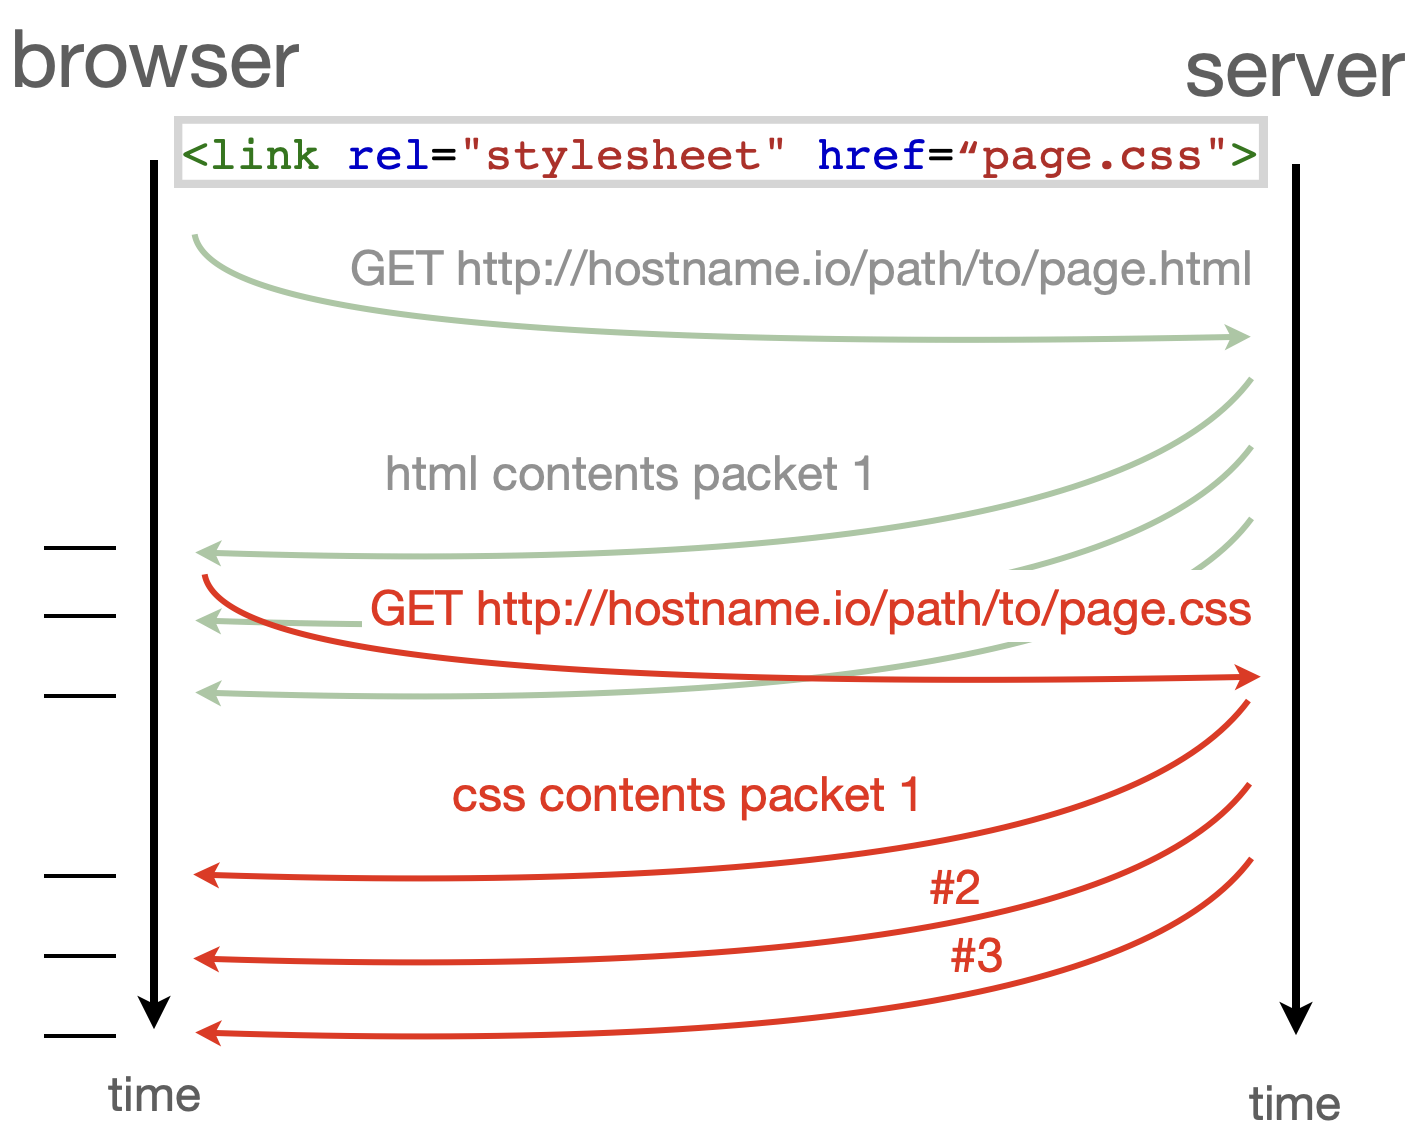 browser
server
<link rel="stylesheet" href=“page.css">
GET http://hostname.io/path/to/page.html
html contents packet 1
GET http://hostname.io/path/to/page.css
css contents packet 1
#2
#3
time
time